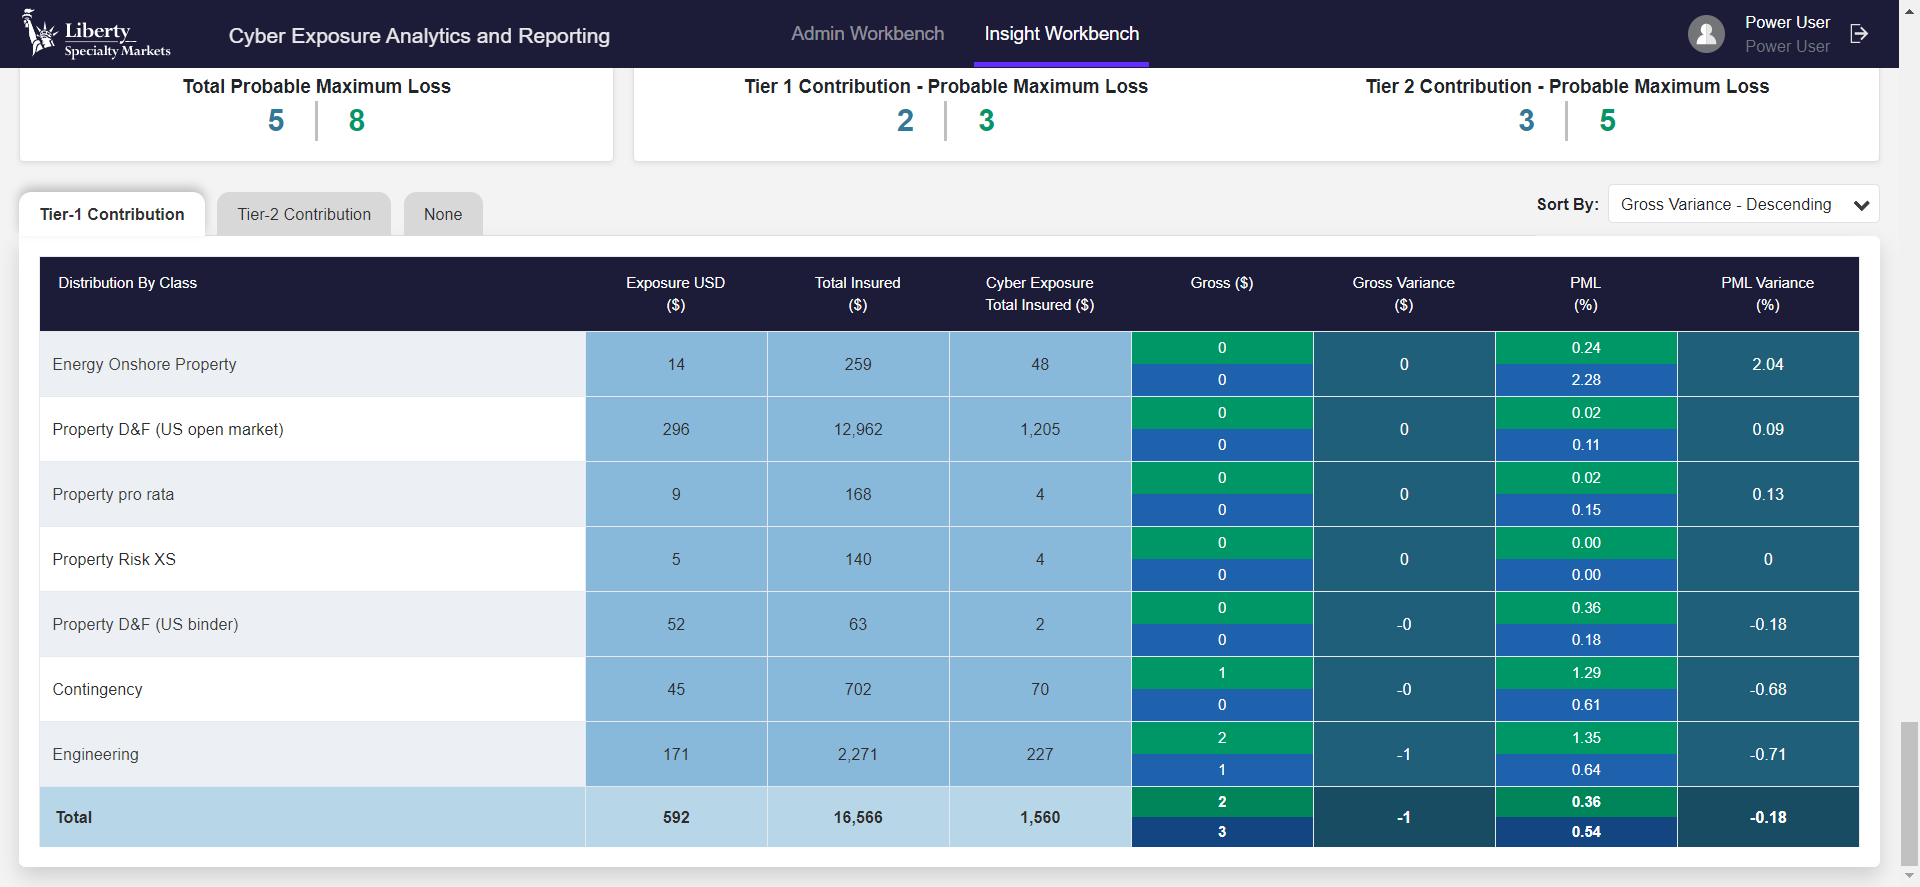 Liberty
Specialty Markets
Cyber Exposure Analytics and Reporting
Admin Workbench
Insight Workbench
Power User
Power User
Total Probable Maximum Loss
5 8
Tier 1 Contribution - Probable Maximum Loss
2 3
Tier 2 Contribution - Probable Maximum Loss
3 5
Tier-1 Contribution
Tier-2 Contribution
None
Sort By: Gross Variance - Descending
Distribution By Class
Exposure USD
($)
Total Insured
($)
Cyber Exposure
Total Insured ($)
Gross ($)
Gross Variance
($)
PML
(%)
PML Variance
(%)
Energy Onshore Property
14
259
48
0
0
0
0.24
2.28
2.04
Property D&F (US open market)
296
12,962
1,205
0
0
0
0.02
0.11
0.09
Property pro rata
9
168
4
0
0
0
0.02
0.15
0.13
Property Risk XS
5
140
4
0
0
0
0.00
0.00
0
Property D&F (US binder)
52
63
2
0
0
-0
0.36
0.18
-0.18
Contingency
45
702
70
1
0
-0
1.29
0.61
-0.68
Engineering
171
2,271
227
2
1
-1
1.35
0.64
-0.71
Total
592
16,566
1,560
2
3
-1
0.36
0.54
-0.18